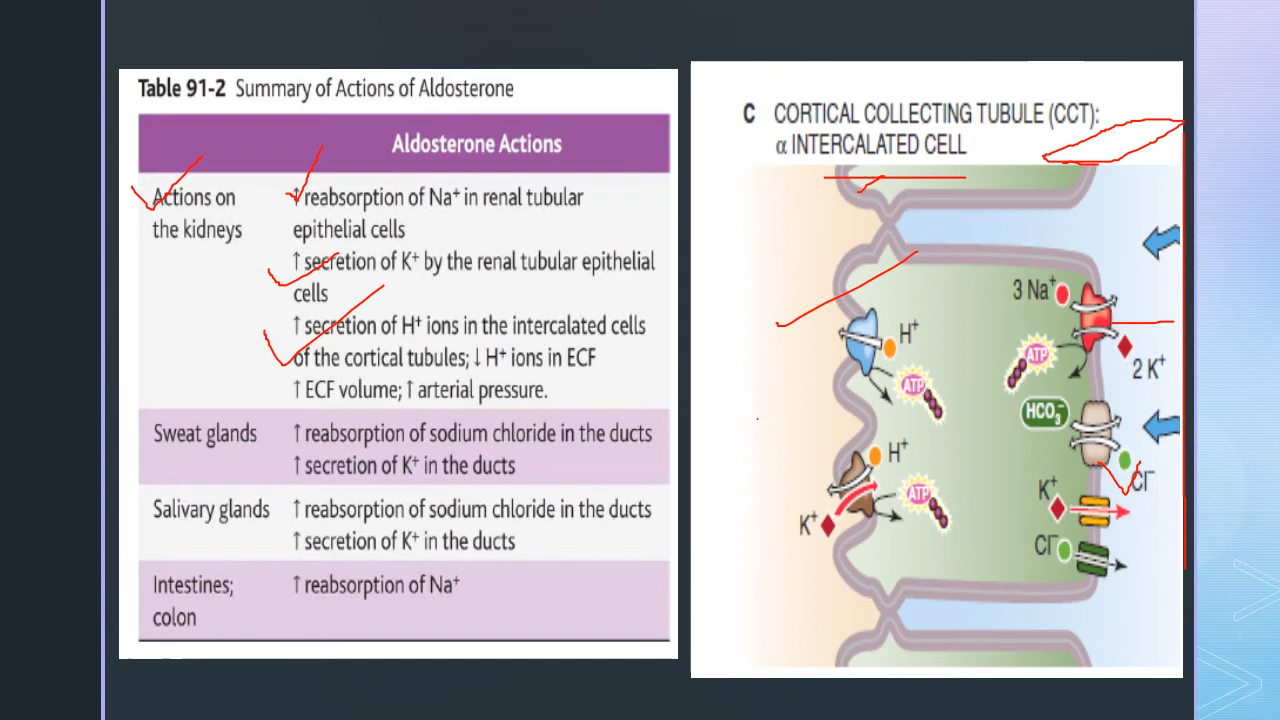 Table 91-2 Summary of Actions of Aldosterone
Aldosterone Actions
Actions on
the kidneys
↑ reabsorption of Na⁺ in renal tubular
epithelial cells
↑ secretion of K⁺ by the renal tubular epithelial
cells
↑ secretion of H⁺ ions in the intercalated cells
of the cortical tubules; ↓ H⁺ ions in ECF
↑ ECF volume; ↑ arterial pressure.
Sweat glands
↑ reabsorption of sodium chloride in the ducts
↑ secretion of K⁺ in the ducts
Salivary glands
↑ reabsorption of sodium chloride in the ducts
↑ secretion of K⁺ in the ducts
Intestines;
colon
↑ reabsorption of Na⁺
C CORTICAL COLLECTING TUBULE (CCT):
α INTERCALATED CELL
3 Na⁺
H⁺
ATP
2 K⁺
ATP
HCO₃⁻
H⁺
Cl⁻
K⁺
ATP
K⁺
Cl⁻